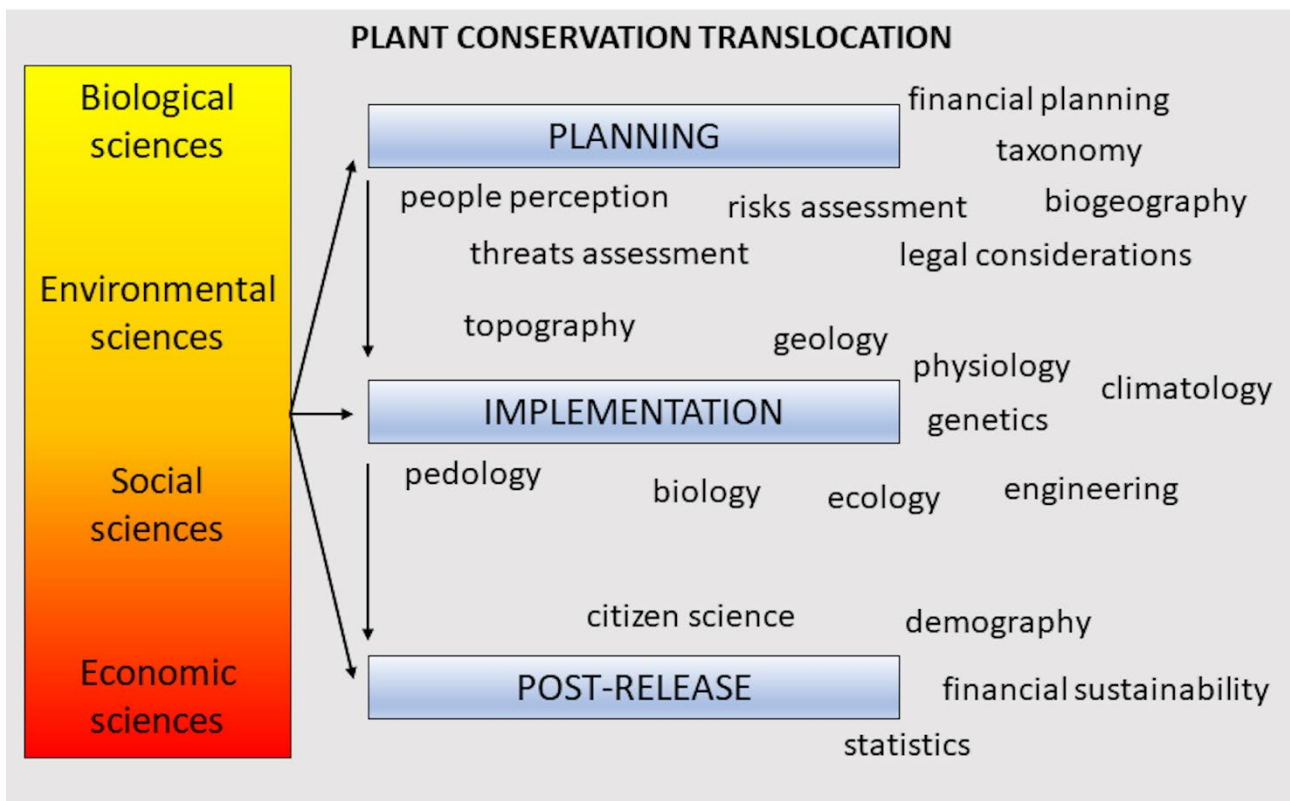 PLANT CONSERVATION TRANSLOCATION
Biological
sciences
Environmental
sciences
Social
sciences
Economic
sciences
PLANNING
financial planning
taxonomy
people perception
risks assessment
biogeography
threats assessment
legal considerations
topography
geology
physiology
climatology
IMPLEMENTATION
genetics
pedology
biology
ecology
engineering
citizen science
demography
POST-RELEASE
financial sustainability
statistics